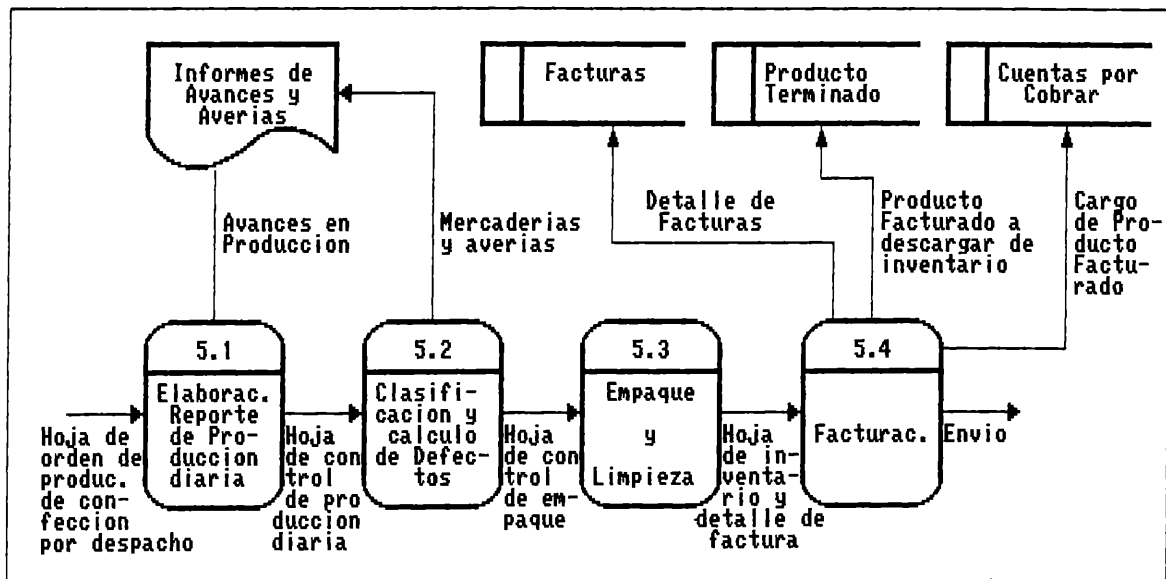 Informes de
Avances y
Averias
Facturas
Producto
Terminado
Cuentas por
Cobrar
Avances en
Produccion
Mercaderias
y averias
Detalle de
Facturas
Producto
Facturado a
descargar de
inventario
Cargo
de Pro-
ducto
Factu-
rado
5.1
Elaborac.
Reporte
de Pro-
duccion
diaria
5.2
Clasifi-
cacion y
calculo
de Defec-
tos
5.3
Empaque
y
Limpieza
5.4
Facturac.
Hoja de
orden de
produc.
de con-
feccion
por despacho
Hoja
de con
trol
de pro
duccion
diaria
Hoja
de con
trol
de em-
paque
Hoja
de in-
venta-
rio y
detalle de
factura
Envio